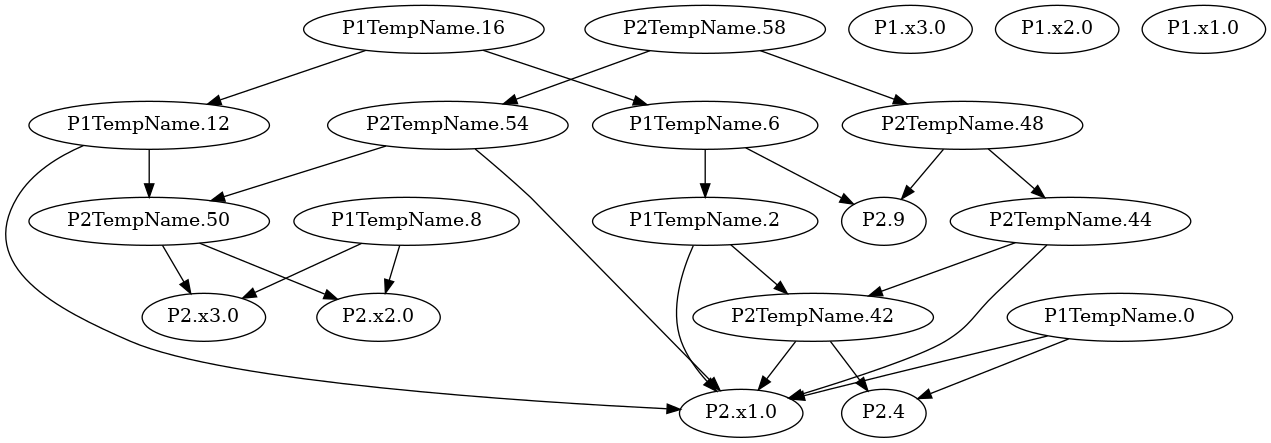 P1TempName.16
P2TempName.58
P1.x3.0
P1.x2.0
P1.x1.0
P1TempName.12
P2TempName.54
P1TempName.6
P2TempName.48
P2TempName.50
P1TempName.8
P1TempName.2
P2.9
P2TempName.44
P2.x3.0
P2.x2.0
P2TempName.42
P1TempName.0
P2.x1.0
P2.4